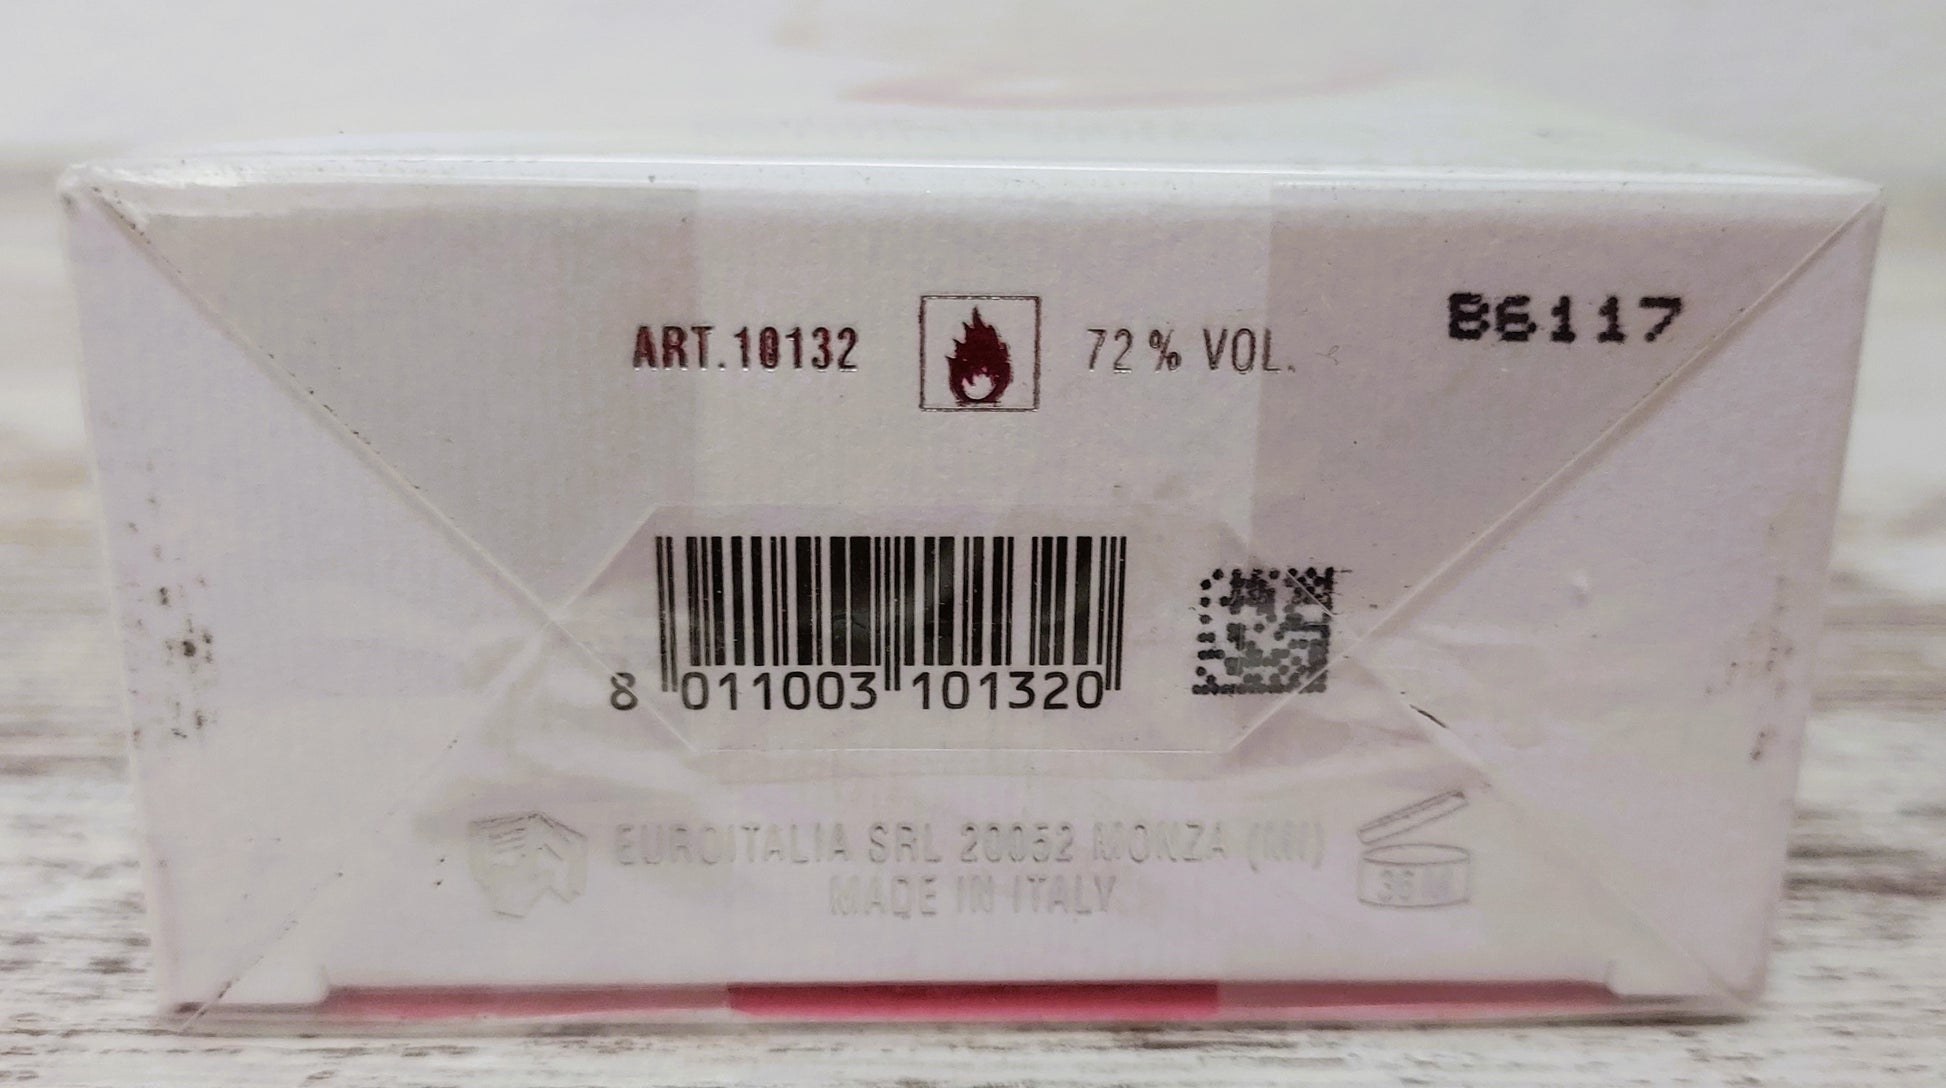 ART.10132 72% VOL.
B6117
8 011003 101320
EUROITALIA SRL 20052 MONZA (MI)
MADE IN ITALY
36 M